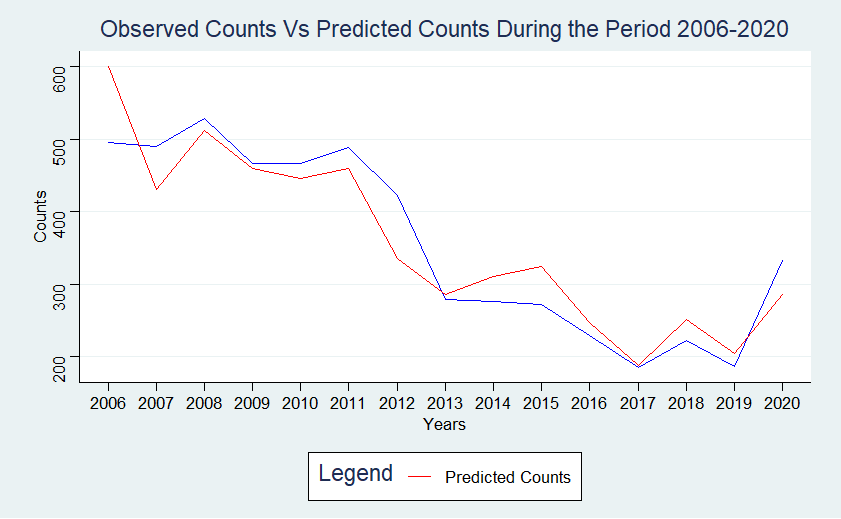 Observed Counts Vs Predicted Counts During the Period 2006-2020
600
500
400
300
200
Counts
2006 2007 2008 2009 2010 2011 2012 2013 2014 2015 2016 2017 2018 2019 2020
Years
Legend Predicted Counts